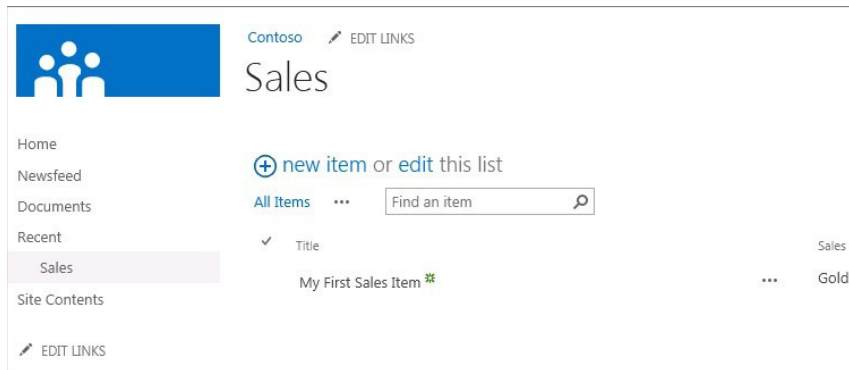 Contoso EDIT LINKS
Sales
Home
Newsfeed
Documents
Recent
Sales
Site Contents
EDIT LINKS
new item or edit this list
All Items ... Find an item
Title Sales
My First Sales Item ... Gold